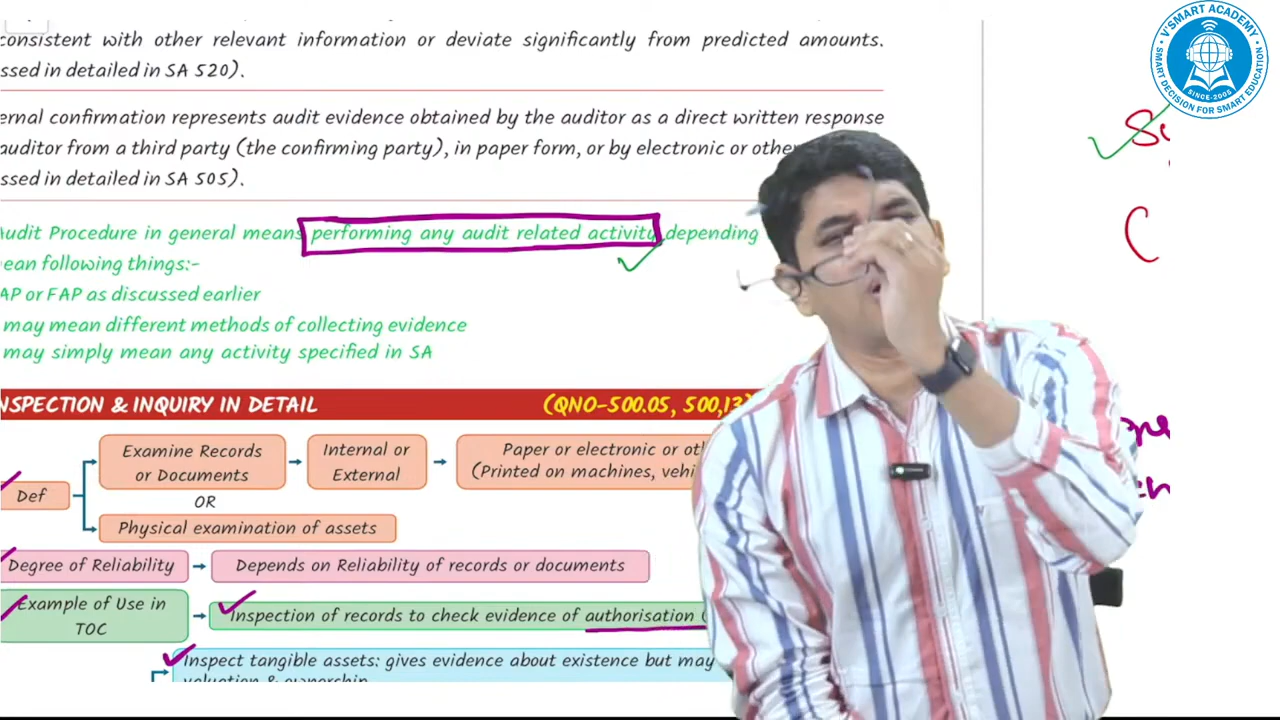 consistent with other relevant information or deviate significantly from predicted amounts.
ssed in detailed in SA 520).
ernal confirmation represents audit evidence obtained by the auditor as a direct written response
auditor from a third party (the confirming party), in paper form, or by electronic or other
ssed in detailed in SA 505).
Audit Procedure in general means performing any audit related activity depending
ean following things:-
AP or FAP as discussed earlier
may mean different methods of collecting evidence
may simply mean any activity specified in SA
NSPECTION & INQUIRY IN DETAIL (QNO-500.05, 500,13)
Def
Examine Records
or Documents
Internal or
External
Paper or electronic or oth
(Printed on machines, vehi
OR
Physical examination of assets
Degree of Reliability
Depends on Reliability of records or documents
Example of Use in
TOC
Inspection of records to check evidence of authorisation (
Inspect tangible assets: gives evidence about existence but may
valuation & ownership
V'SMART ACADEMY
SINCE-2005
SMART DECISION FOR SMART EDUCATION